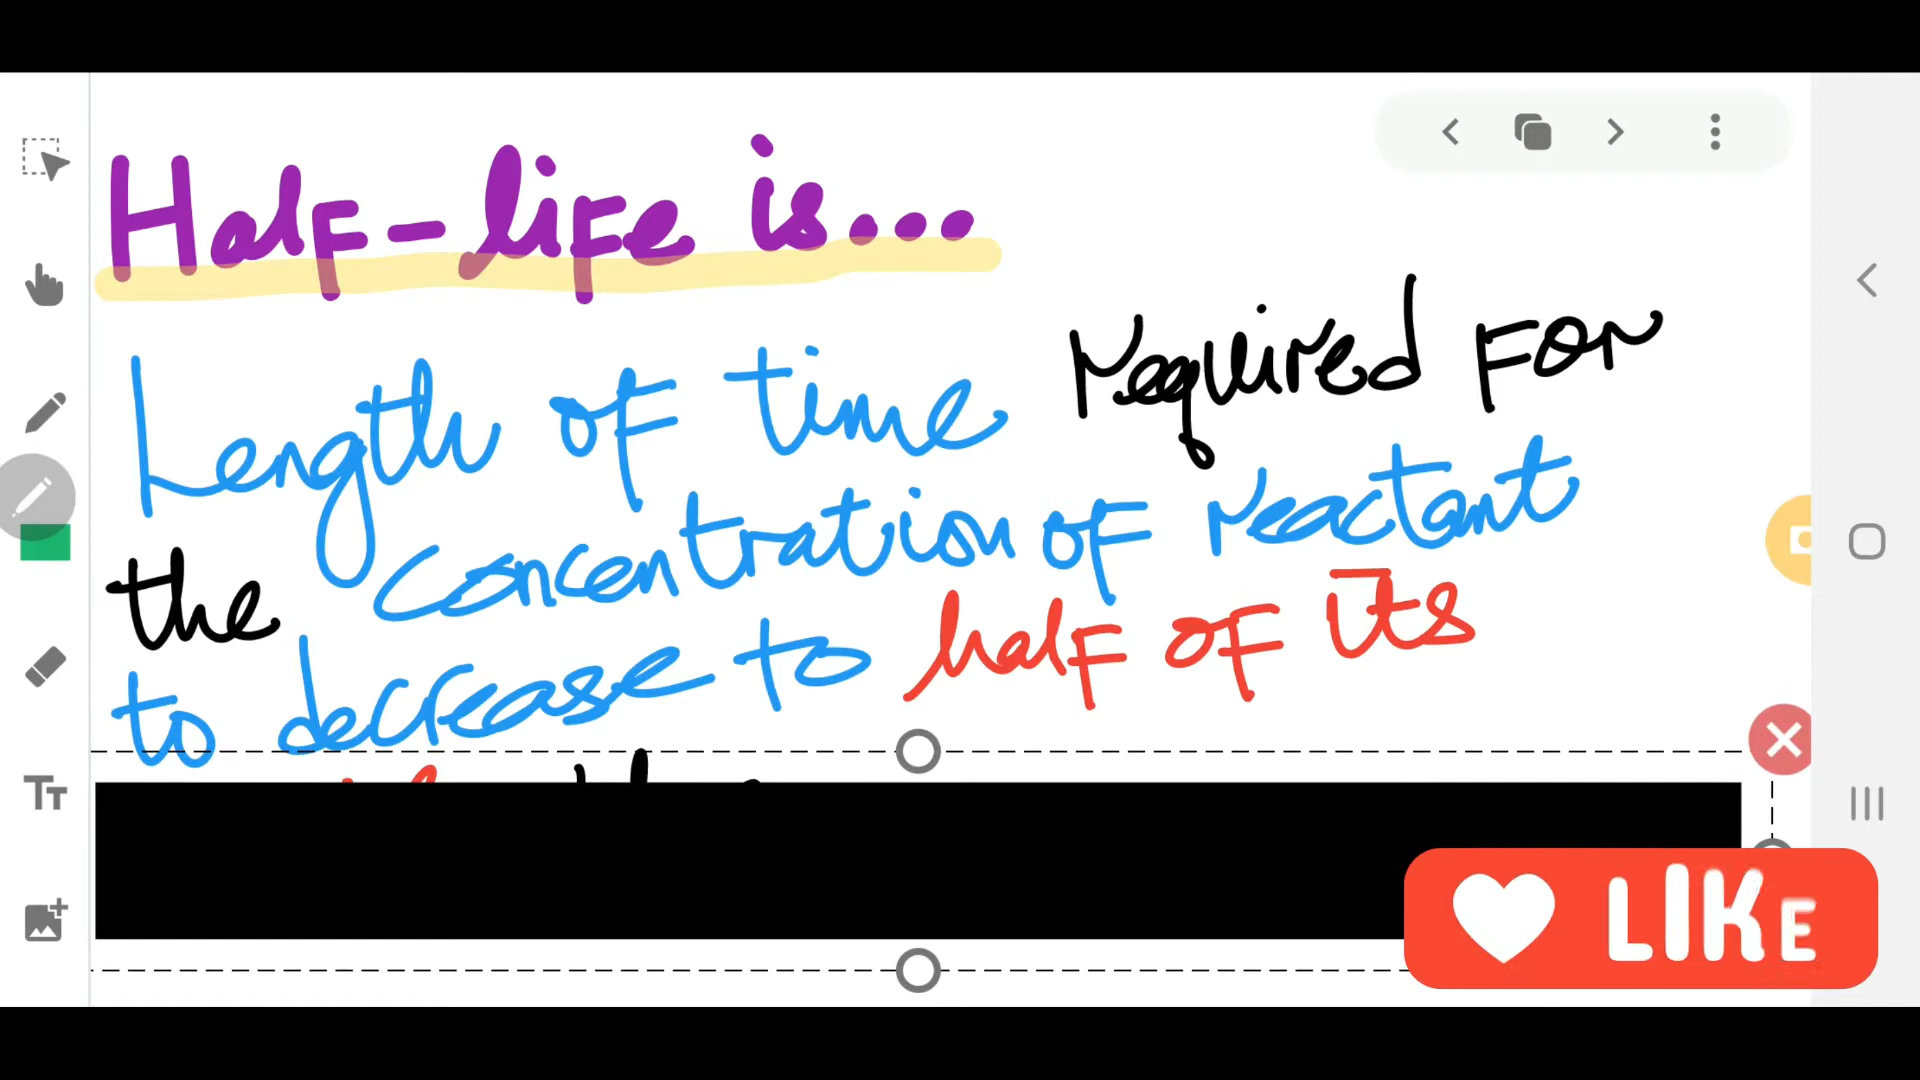 Half-life is...
Length of time required for
the concentration of reactant
to decrease to half of its
LIKE